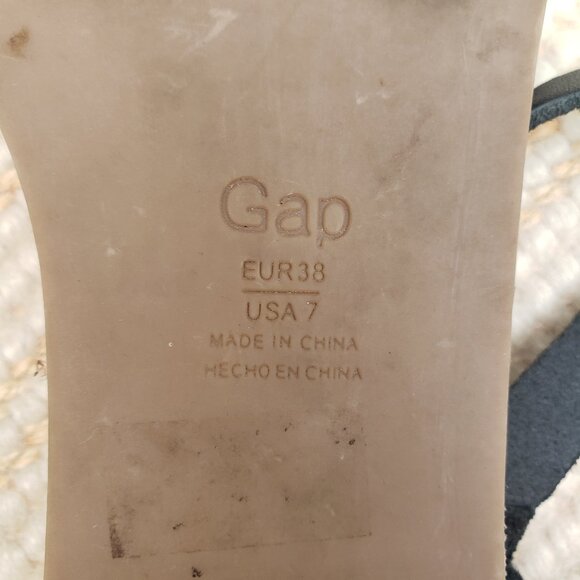 Gap
EUR38
USA 7
MADE IN CHINA
HECHO EN CHINA